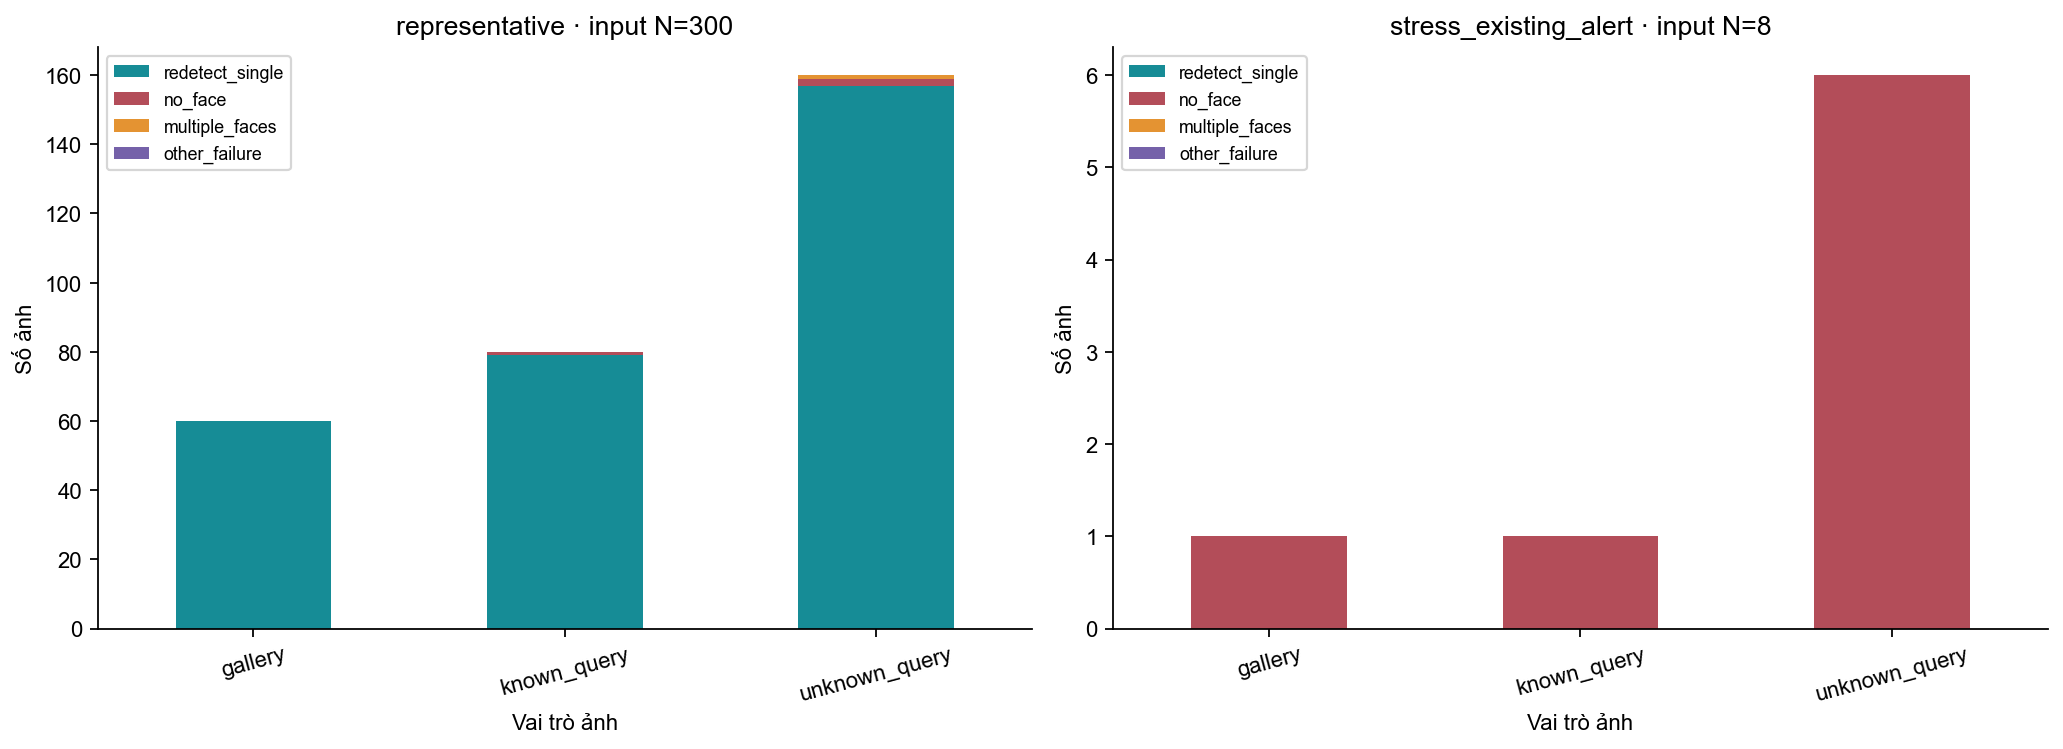 representative · input N=300
redetect_single
no_face
multiple_faces
other_failure
Số ảnh
160
140
120
100
80
60
40
20
0
gallery
known_query
unknown_query
Vai trò ảnh
stress_existing_alert · input N=8
redetect_single
no_face
multiple_faces
other_failure
Số ảnh
6
5
4
3
2
1
0
gallery
known_query
unknown_query
Vai trò ảnh